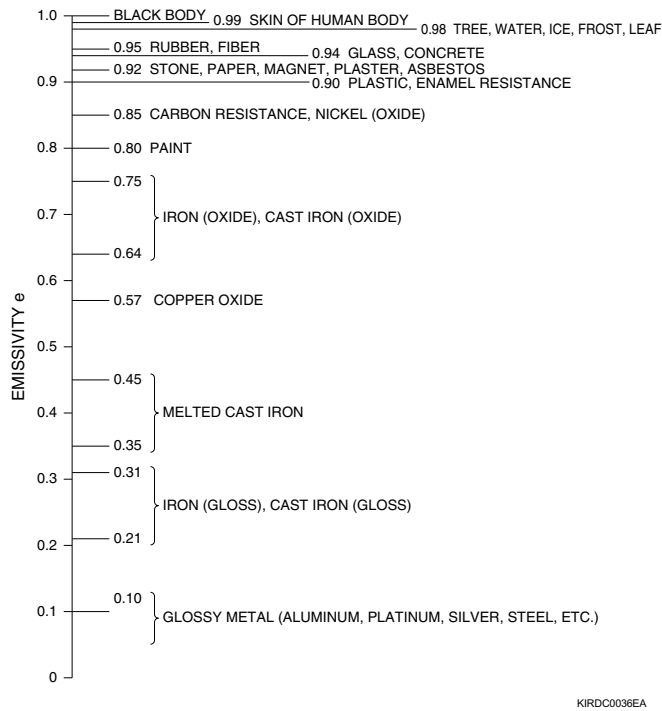 1.0 BLACK BODY
0.99 SKIN OF HUMAN BODY
0.98 TREE, WATER, ICE, FROST, LEAF
0.95 RUBBER, FIBER
0.94 GLASS, CONCRETE
0.92 STONE, PAPER, MAGNET, PLASTER, ASBESTOS
0.9
0.90 PLASTIC, ENAMEL RESISTANCE
0.85 CARBON RESISTANCE, NICKEL (OXIDE)
0.8 0.80 PAINT
0.75
0.7 IRON (OXIDE), CAST IRON (OXIDE)
0.64
0.6
0.57 COPPER OXIDE
EMISSIVITY e
0.5
0.45
0.4 MELTED CAST IRON
0.35
0.3 0.31
IRON (GLOSS), CAST IRON (GLOSS)
0.21
0.2
0.10
0.1 GLOSSY METAL (ALUMINUM, PLATINUM, SILVER, STEEL, ETC.)
0
KIRDC0036EA